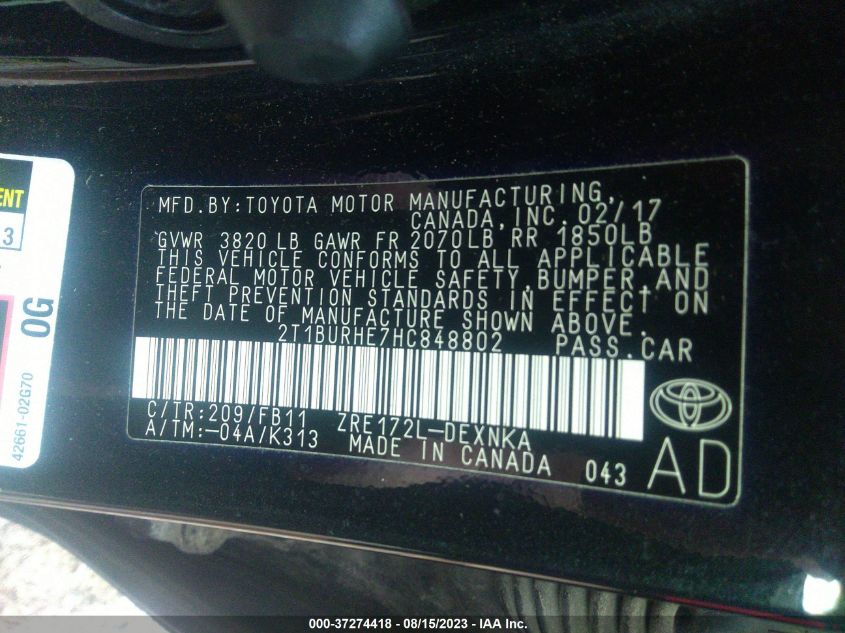 MFD.BY:TOYOTA MOTOR MANUFACTURING,
CANADA,INC. 02/17
GVWR 3820 LB GAWR FR 2070LB RR 1850LB
THIS VEHICLE CONFORMS TO ALL APPLICABLE
FEDERAL MOTOR VEHICLE SAFETY,BUMPER,AND
THEFT PREVENTION STANDARDS IN EFFECT ON
THE DATE OF MANUFACTURE SHOWN ABOVE.
2T1BURHE7HC848802 PASS.CAR
C/TR:209/FB11 ZRE172L-DEXNKA
A/TM:-04A/K313 MADE IN CANADA 043
AD
ENT
3
OG
42661-02G70
000-37274418 - 08/15/2023 - IAA Inc.